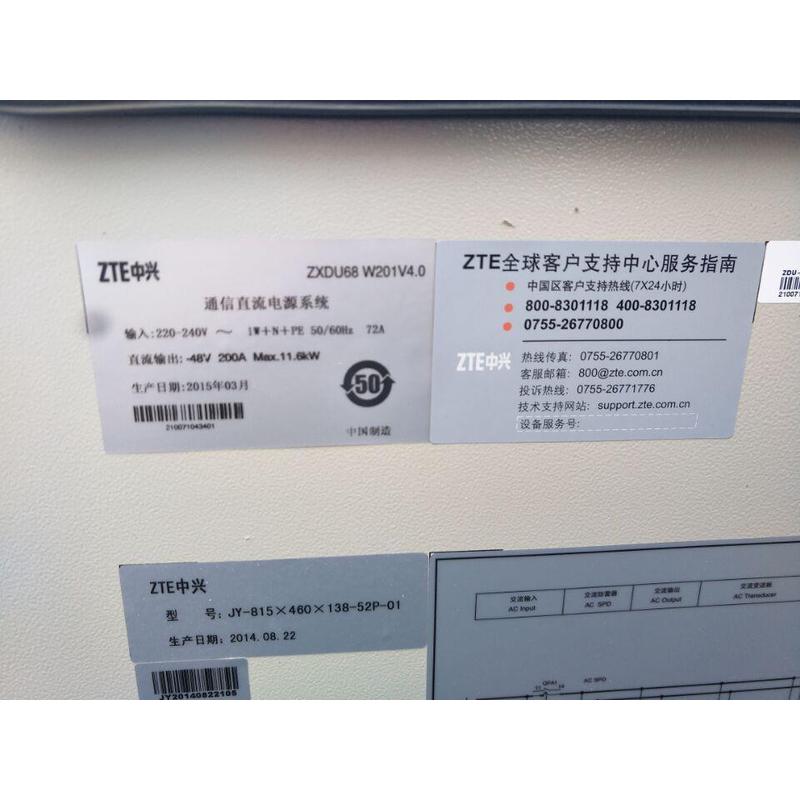 ZTE中兴
ZXDU68 W201V4.0
通信直流电源系统
输入:220-240V ～ 1W+N+PE 50/60Hz 72A
直流输出:-48V 200A Max.11.6kW
生产日期:2015年03月
50
210071043401
中国制造
ZTE全球客户支持中心服务指南
中国区客户支持热线(7X24小时)
800-8301118 400-8301118
0755-26770800
ZTE中兴
热线传真: 0755-26770801
客服邮箱: 800@zte.com.cn
投诉热线: 0755-26771776
技术支持网站: support.zte.com.cn
设备服务号:
ZDU-
210071
ZTE中兴
型 号: JY-815×460×138-52P-01
生产日期: 2014.08.22
JY20140822105
交流输入
AC Input
交流防雷器
AC SPD
交流输出
AC Output
交流变送器
AC Transducer
QFA1
AC SPD